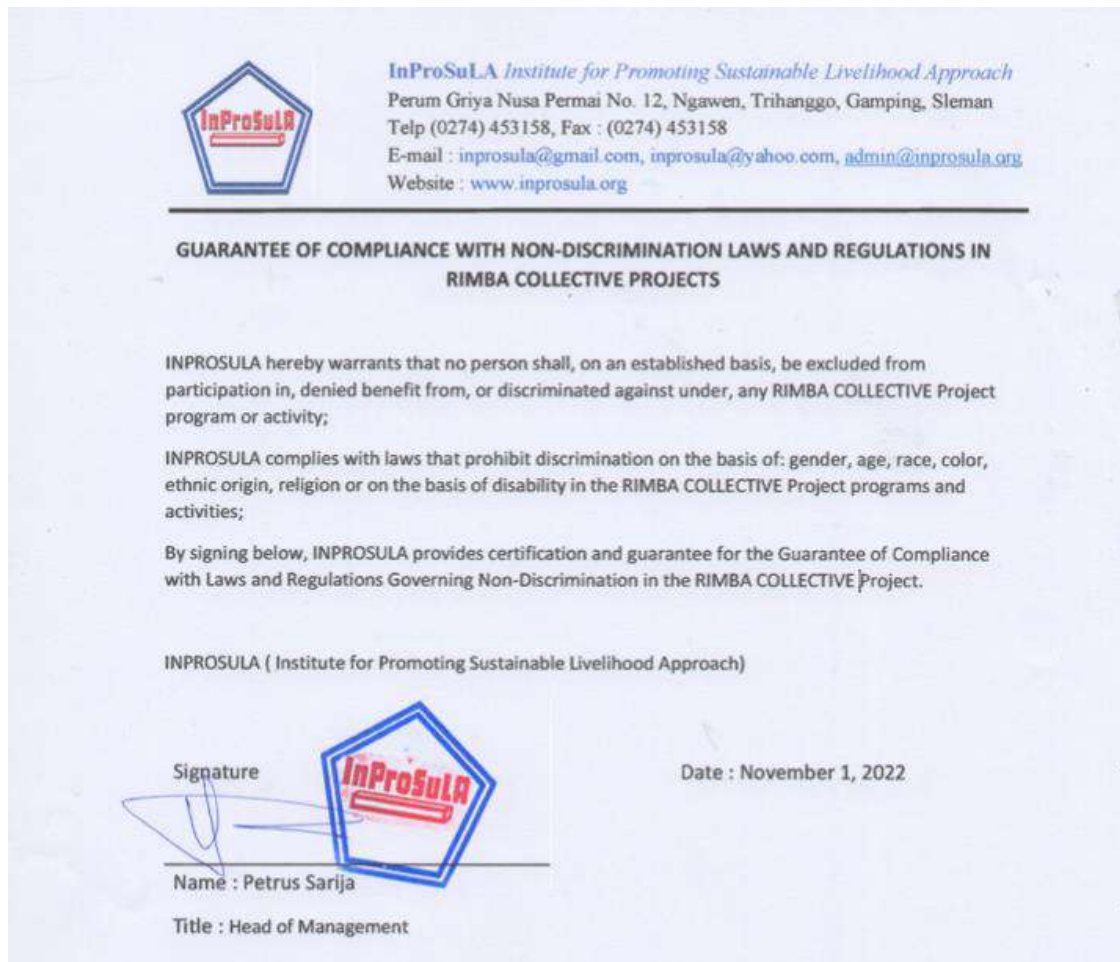 InProSuLA
InProSuLA Institute for Promoting Sustainable Livelihood Approach
Perum Griya Nusa Permai No. 12, Ngawen, Trihanggo, Gamping, Sleman
Telp (0274) 453158, Fax : (0274) 453158
E-mail : inprosula@gmail.com, inprosula@yahoo.com, admin@inprosula.org
Website : www.inprosula.org
GUARANTEE OF COMPLIANCE WITH NON-DISCRIMINATION LAWS AND REGULATIONS IN
RIMBA COLLECTIVE PROJECTS
INPROSULA hereby warrants that no person shall, on an established basis, be excluded from
participation in, denied benefit from, or discriminated against under, any RIMBA COLLECTIVE Project
program or activity;
INPROSULA complies with laws that prohibit discrimination on the basis of: gender, age, race, color,
ethnic origin, religion or on the basis of disability in the RIMBA COLLECTIVE Project programs and
activities;
By signing below, INPROSULA provides certification and guarantee for the Guarantee of Compliance
with Laws and Regulations Governing Non-Discrimination in the RIMBA COLLECTIVE Project.
INPROSULA ( Institute for Promoting Sustainable Livelihood Approach)
Signature
InProSuLA
Date : November 1, 2022
Name : Petrus Sarija
Title : Head of Management